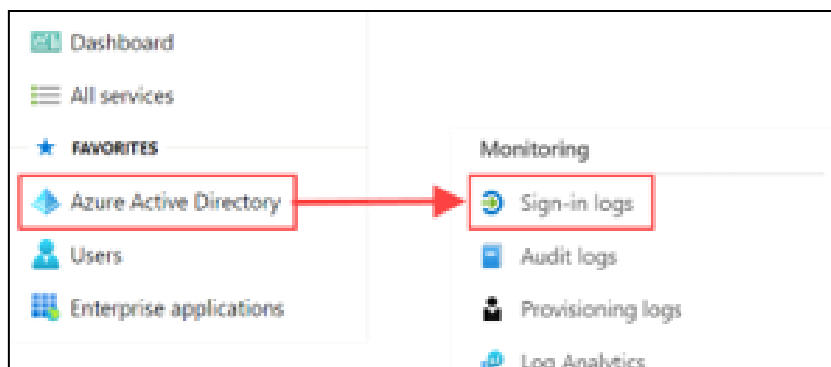 Dashboard
All services
FAVORITES
Azure Active Directory
Users
Enterprise applications
Monitoring
Sign-in logs
Audit logs
Provisioning logs
Log Analytics